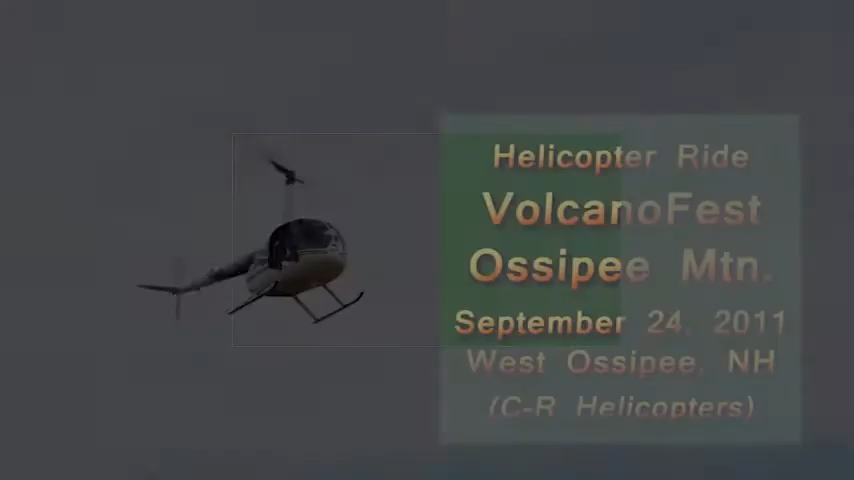 Helicopter Ride
VolcanoFest
Ossipee Mtn.
September 24, 2011
West Ossipee, NH
(C-R Helicopters)